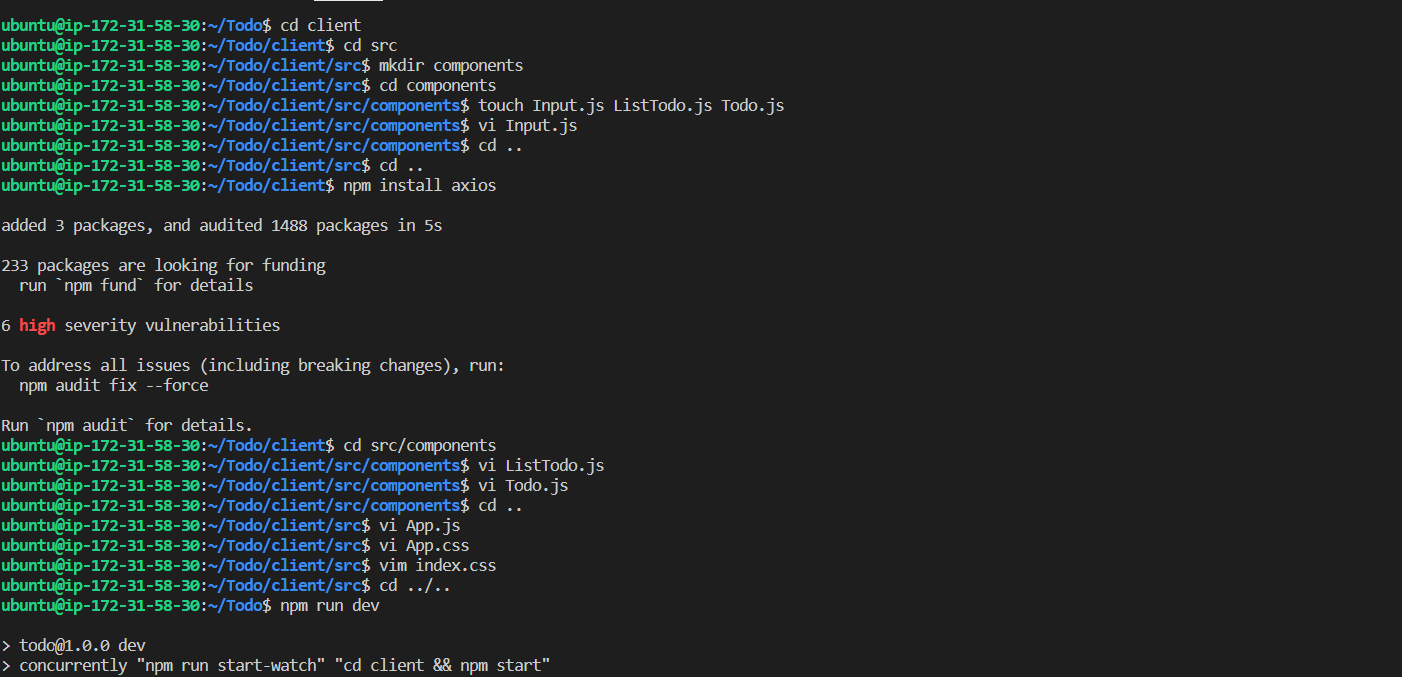 ubuntu@ip-172-31-58-30:~/Todo$ cd client
ubuntu@ip-172-31-58-30:~/Todo/client$ cd src
ubuntu@ip-172-31-58-30:~/Todo/client/src$ mkdir components
ubuntu@ip-172-31-58-30:~/Todo/client/src$ cd components
ubuntu@ip-172-31-58-30:~/Todo/client/src/components$ touch Input.js ListTodo.js Todo.js
ubuntu@ip-172-31-58-30:~/Todo/client/src/components$ vi Input.js
ubuntu@ip-172-31-58-30:~/Todo/client/src/components$ cd ..
ubuntu@ip-172-31-58-30:~/Todo/client/src$ cd ..
ubuntu@ip-172-31-58-30:~/Todo/client$ npm install axios

added 3 packages, and audited 1488 packages in 5s

233 packages are looking for funding
  run `npm fund` for details

6 high severity vulnerabilities

To address all issues (including breaking changes), run:
  npm audit fix --force

Run `npm audit` for details.
ubuntu@ip-172-31-58-30:~/Todo/client$ cd src/components
ubuntu@ip-172-31-58-30:~/Todo/client/src/components$ vi ListTodo.js
ubuntu@ip-172-31-58-30:~/Todo/client/src/components$ vi Todo.js
ubuntu@ip-172-31-58-30:~/Todo/client/src/components$ cd ..
ubuntu@ip-172-31-58-30:~/Todo/client/src$ vi App.js
ubuntu@ip-172-31-58-30:~/Todo/client/src$ vi App.css
ubuntu@ip-172-31-58-30:~/Todo/client/src$ vim index.css
ubuntu@ip-172-31-58-30:~/Todo/client/src$ cd ../..
ubuntu@ip-172-31-58-30:~/Todo$ npm run dev

> todo@1.0.0 dev
> concurrently "npm run start-watch" "cd client && npm start"